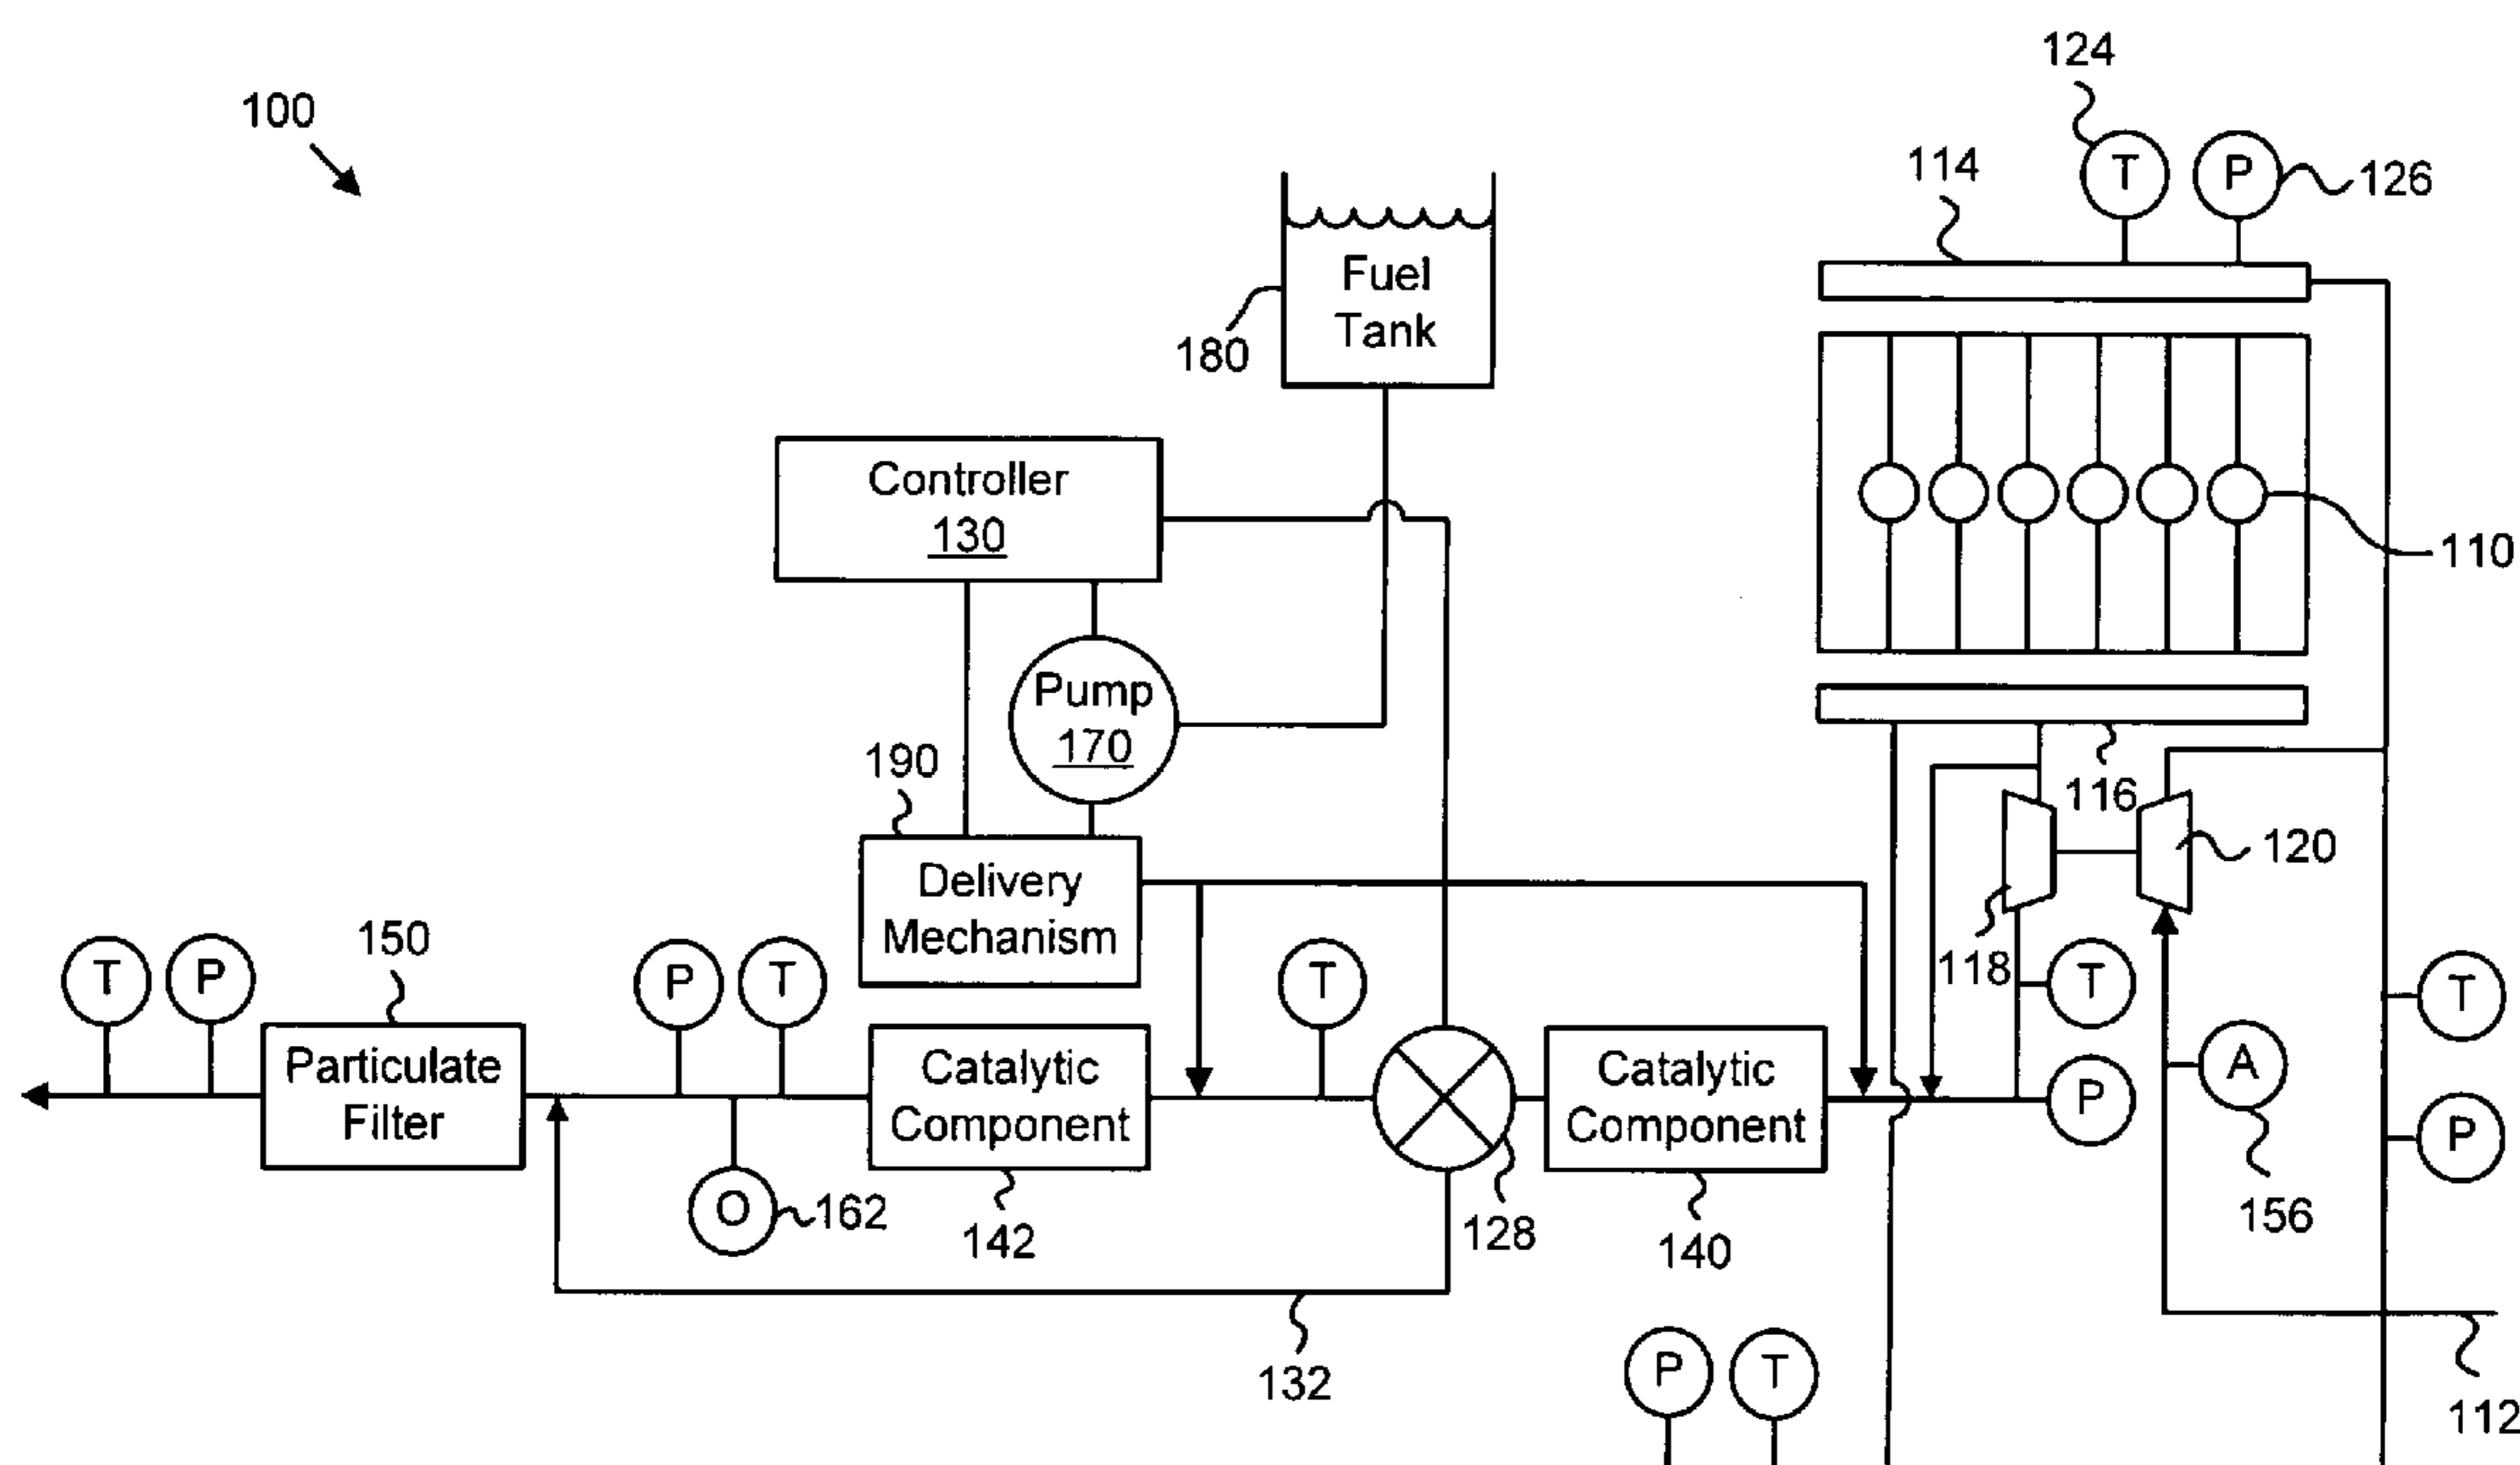 124
100
114
T
P
126
Fuel
Tank
180
Controller
130
110
Pump
170
190
116
120
Delivery
Mechanism
150
118
T
P
P
T
T
T
T
Particulate
Filter
Catalytic
Component
Catalytic
Component
P
A
P
O
162
142
128
140
156
132
P
T
112